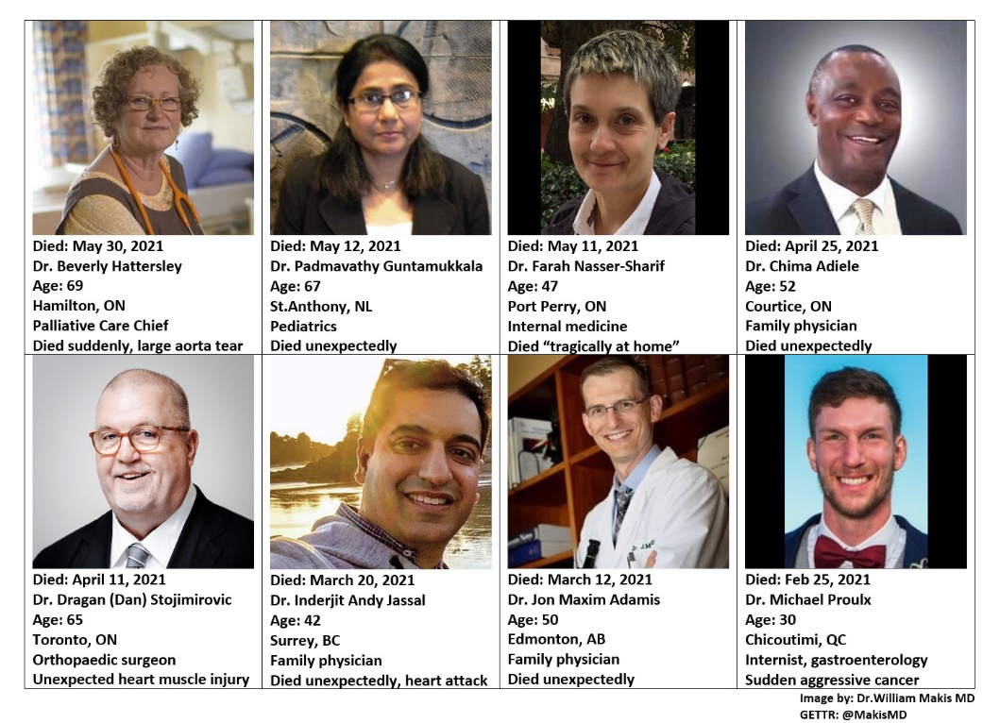 Died: May 30, 2021
Dr. Beverly Hattersley
Age: 69
Hamilton, ON
Palliative Care Chief
Died suddenly, large aorta tear
Died: May 12, 2021
Dr. Padmavathy Guntamukkala
Age: 67
St.Anthony, NL
Pediatrics
Died unexpectedly
Died: May 11, 2021
Dr. Farah Nasser-Sharif
Age: 47
Port Perry, ON
Internal medicine
Died “tragically at home”
Died: April 25, 2021
Dr. Chima Adiele
Age: 52
Courtice, ON
Family physician
Died unexpectedly
Died: April 11, 2021
Dr. Dragan (Dan) Stojimirovic
Age: 65
Toronto, ON
Orthopaedic surgeon
Unexpected heart muscle injury
Died: March 20, 2021
Dr. Inderjit Andy Jassal
Age: 42
Surrey, BC
Family physician
Died unexpectedly, heart attack
Died: March 12, 2021
Dr. Jon Maxim Adamis
Age: 50
Edmonton, AB
Family physician
Died unexpectedly
Died: Feb 25, 2021
Dr. Michael Proulx
Age: 30
Chicoutimi, QC
Internist, gastroenterology
Sudden aggressive cancer
Image by: Dr.William Makis MD
GETTR: @MakisMD